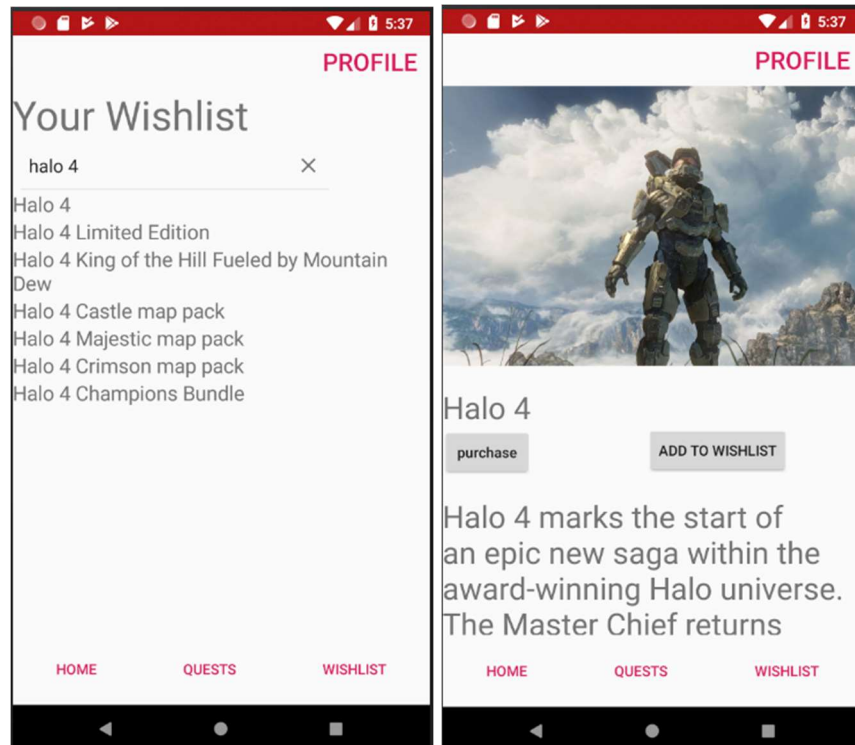 5:37
PROFILE
Your Wishlist
halo 4
Halo 4
Halo 4 Limited Edition
Halo 4 King of the Hill Fueled by Mountain
Dew
Halo 4 Castle map pack
Halo 4 Majestic map pack
Halo 4 Crimson map pack
Halo 4 Champions Bundle
HOME QUESTS WISHLIST
5:37
PROFILE
Halo 4
purchase ADD TO WISHLIST
Halo 4 marks the start of
an epic new saga within the
award-winning Halo universe.
The Master Chief returns
HOME QUESTS WISHLIST